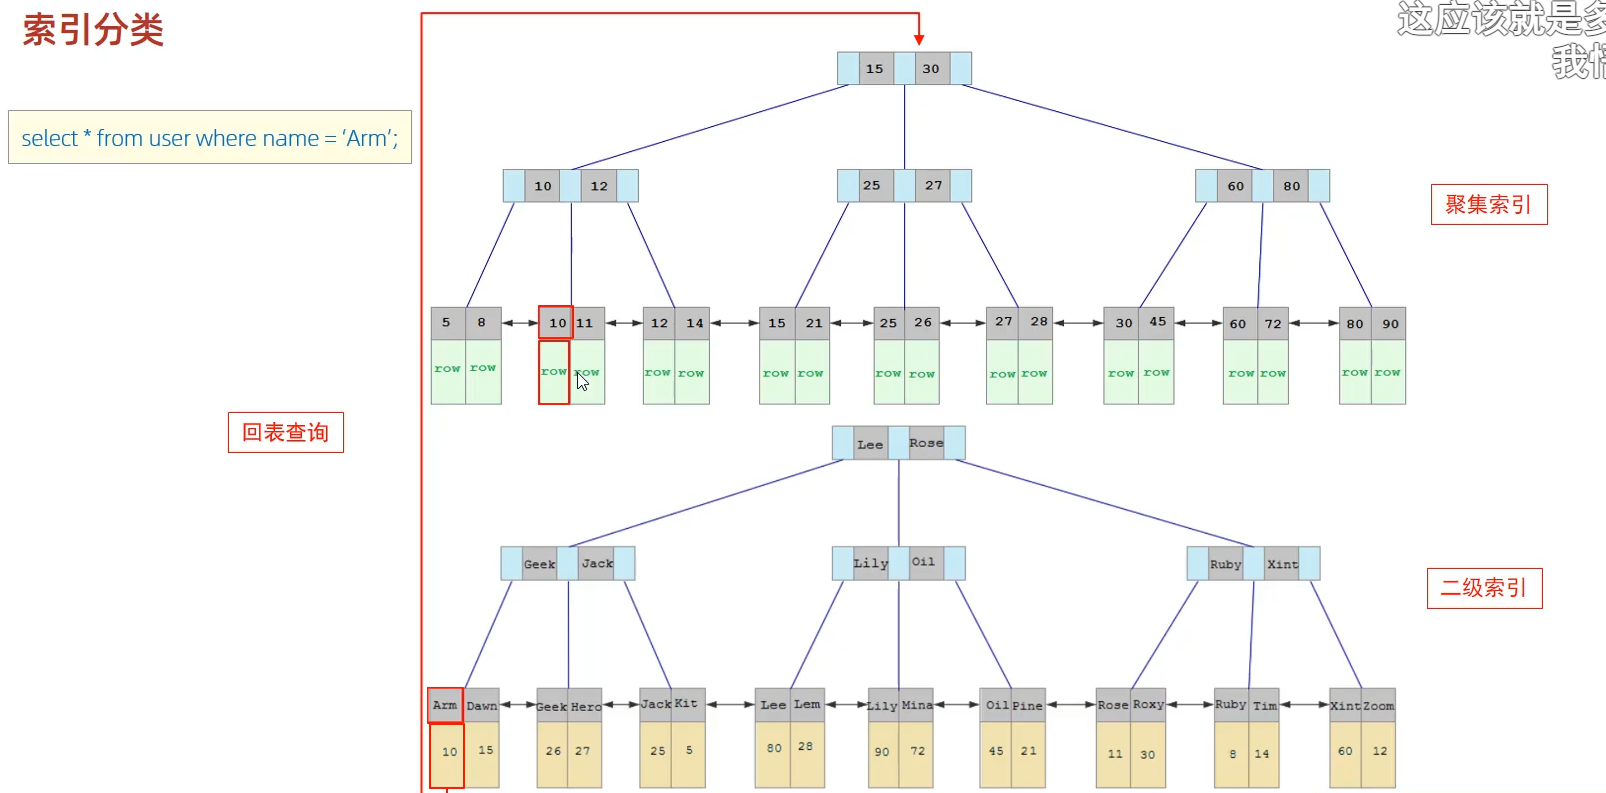 索引分类
这应该就是多
我悟
select * from user where name = ‘Arm’;
15 30
10 12 25 27 60 80
聚集索引
5 8 10 11 12 14 15 21 25 26 27 28 30 45 60 72 80 90
row row row row row row row row row row row row row row row row row row
回表查询
Lee Rose
Geek Jack Lily Oil Ruby Xint
二级索引
Arm Dawn Geek Hero Jack Kit Lee Lem Lily Mina Oil Pine Rose Roxy Ruby Tim Xint Zoom
10 15 26 27 25 5 80 28 90 72 45 21 11 30 8 14 60 12